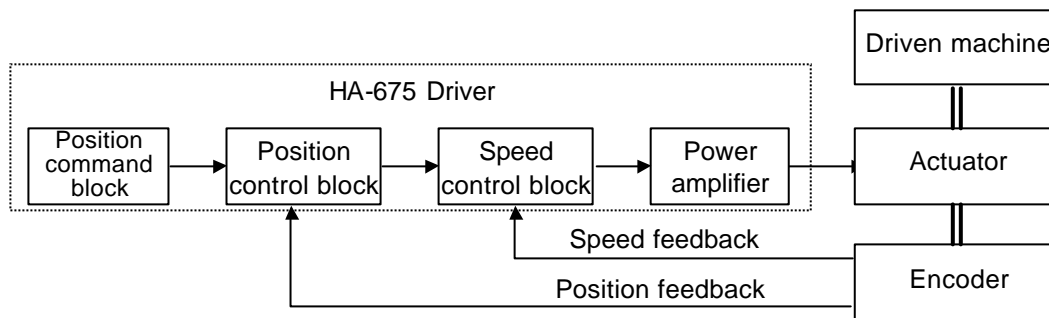 Driven machine
HA-675 Driver
Position
command
block
Position
control block
Speed
control block
Power
amplifier
Actuator
Speed feedback
Position feedback
Encoder